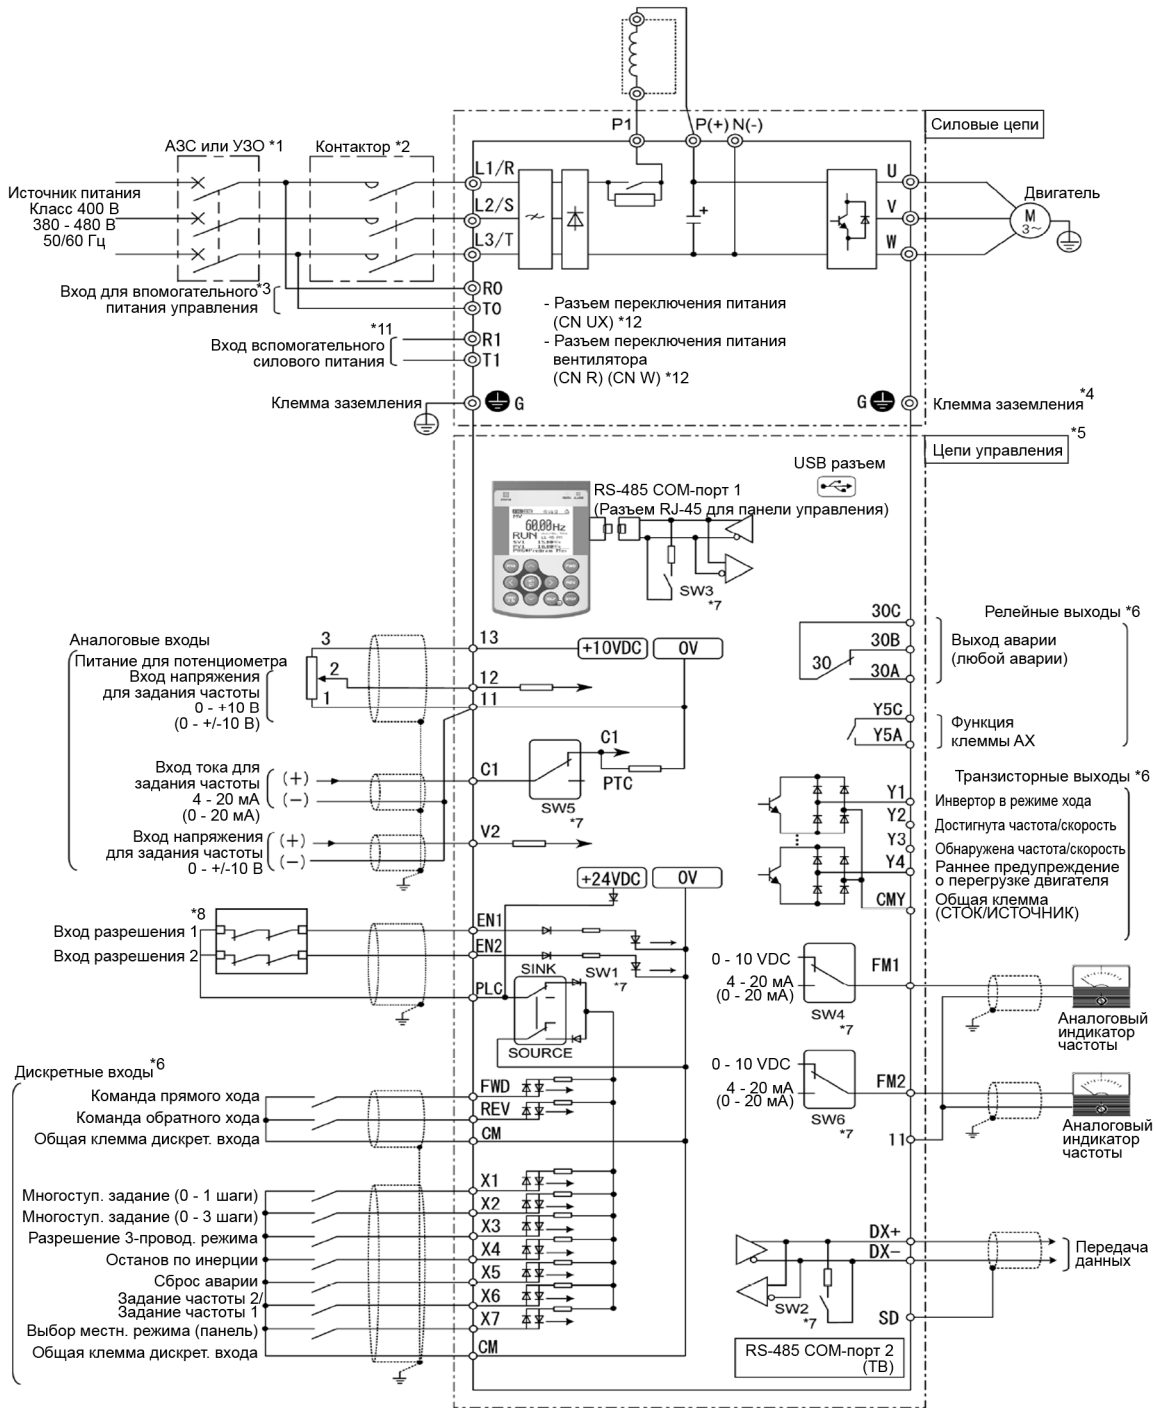 P1
P(+)
N(-)
Силовые цепи
АЗС или УЗО *1
Контактор *2
Источник питания
Класс 400 В
380 - 480 В
50/60 Гц
L1/R
L2/S
L3/T
U
V
W
Двигатель
M
3~
Вход для впомогательного*3
питания управления
R0
T0
*11
Вход вспомогательного
силового питания
R1
T1
- Разъем переключения питания
(CN UX) *12
- Разъем переключения питания
вентилятора
(CN R) (CN W) *12
Клемма заземления
G
G
Клемма заземления*4
*5
Цепи управления
USB разъем
RS-485 COM-порт 1
(Разъем RJ-45 для панели управления)
60.00Hz
RUN
SW3
*7
Релейные выходы *6
30C
30B
30
30A
Выход аварии
(любой аварии)
Y5C
Y5A
Функция
клеммы AX
Аналоговые входы
Питание для потенциометра
Вход напряжения
для задания частоты
0 - +10 В
(0 - +/-10 В)
3
2
1
13
12
11
+10VDC
0V
Вход тока для
задания частоты
4 - 20 мА
(0 - 20 мА)
(+)
(−)
C1
C1
PTC
SW5
*7
Вход напряжения
для задания частоты
0 - +/-10 В
(+)
(−)
V2
Транзисторные выходы *6
Y1
Инвертор в режиме хода
Y2
Достигнута частота/скорость
Y3
Обнаружена частота/скорость
Y4
Раннее предупреждение
о перегрузке двигателя
CMY
Общая клемма
(СТОК/ИСТОЧНИК)
+24VDC
0V
*8
Вход разрешения 1
Вход разрешения 2
EN1
EN2
PLC
SINK
SW1
*7
SOURCE
0 - 10 VDC
4 - 20 мА
(0 - 20 мА)
SW4
*7
FM1
Аналоговый
индикатор
частоты
0 - 10 VDC
4 - 20 мА
(0 - 20 мА)
SW6
*7
FM2
11
Аналоговый
индикатор
частоты
Дискретные входы*6
Команда прямого хода
Команда обратного хода
Общая клемма дискрет. входа
FWD
REV
CM
Многоступ. задание (0 - 1 шаги)
Многоступ. задание (0 - 3 шаги)
Разрешение 3-провод. режима
Останов по инерции
Сброс аварии
Задание частоты 2/
Задание частоты 1
Выбор местн. режима (панель)
Общая клемма дискрет. входа
X1
X2
X3
X4
X5
X6
X7
CM
DX+
DX−
SD
Передача
данных
SW2
*7
RS-485 COM-порт 2
(TB)